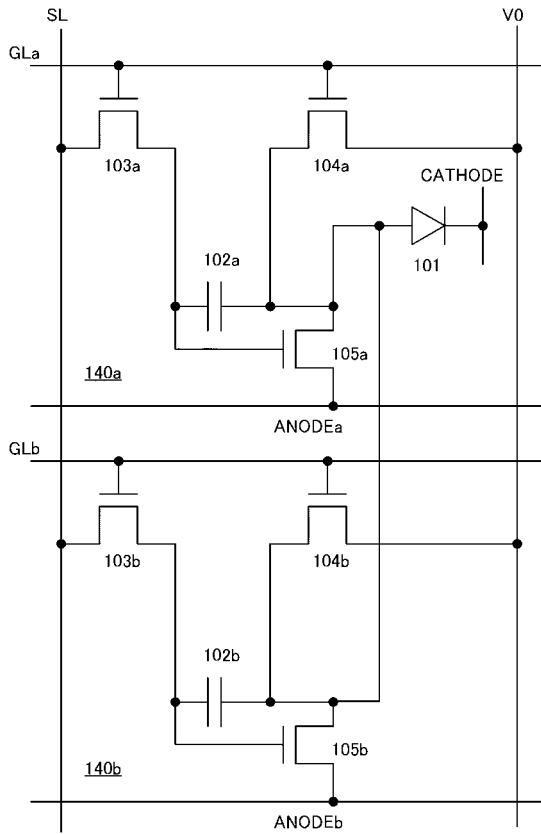 SL
V0
GLa
103a
104a
CATHODE
102a
101
105a
140a
ANODEa
GLb
103b
104b
102b
105b
140b
ANODEb